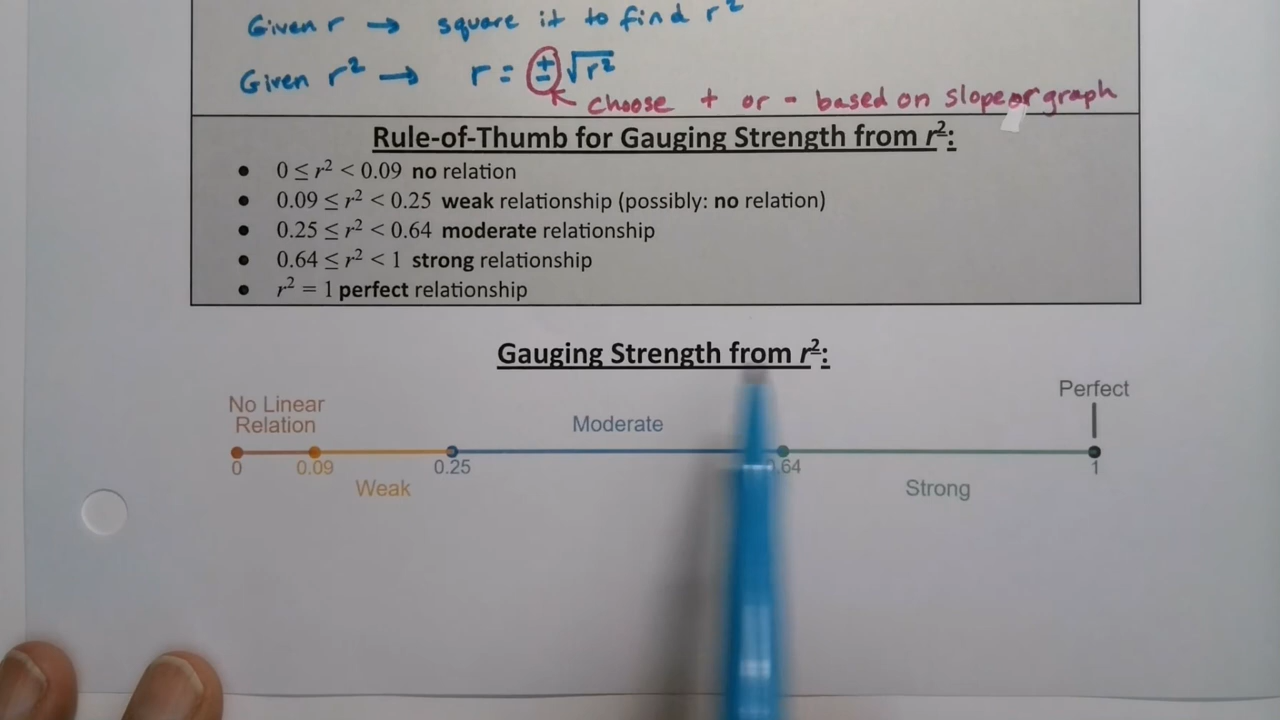 Given r → square it to find r²
Given r² → r = ±√r²
choose + or - based on slope or graph
Rule-of-Thumb for Gauging Strength from r²:
• 0 ≤ r² < 0.09 no relation
• 0.09 ≤ r² < 0.25 weak relationship (possibly: no relation)
• 0.25 ≤ r² < 0.64 moderate relationship
• 0.64 ≤ r² < 1 strong relationship
• r² = 1 perfect relationship
Gauging Strength from r²:
Perfect
No Linear
Relation
Moderate
0 0.09 0.25 .64 1
Weak Strong